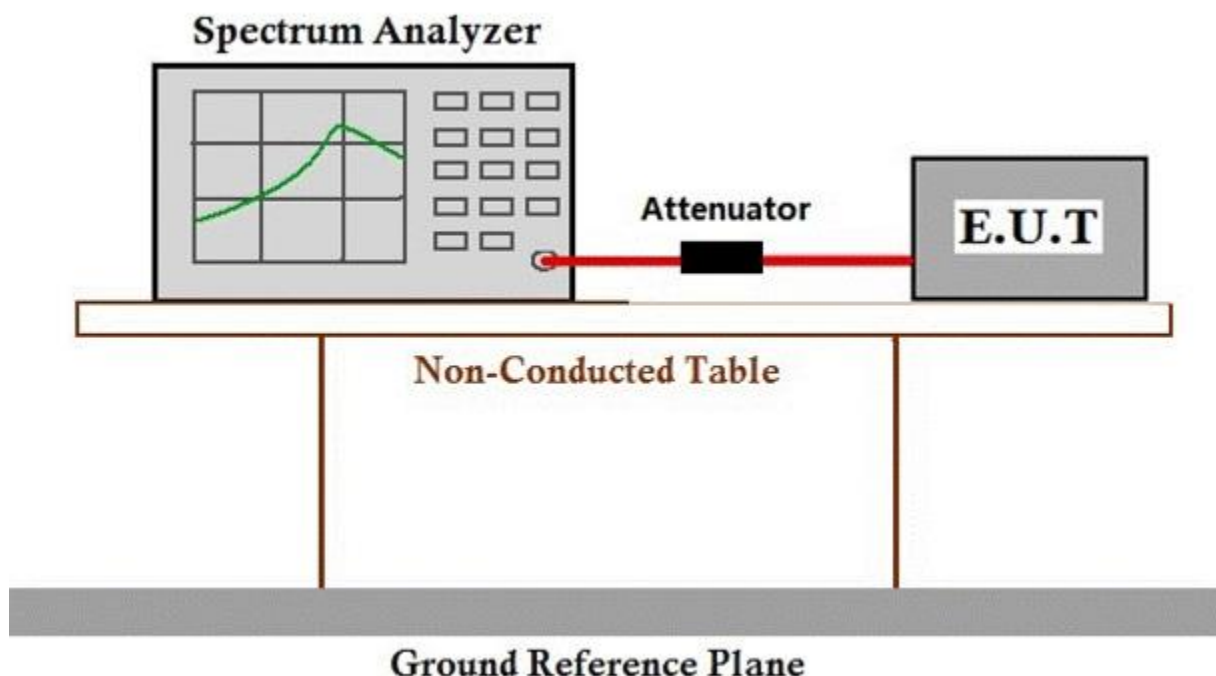 Spectrum Analyzer
Attenuator
E.U.T
Non-Conducted Table
Ground Reference Plane